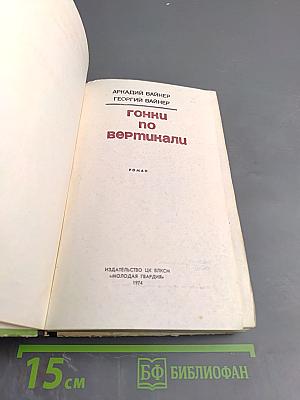 АРКАДИЙ ВАЙНЕР
ГЕОРГИЙ ВАЙНЕР
ГОНКИ
ПО
ВЕРТИКАЛИ
РОМАН
ИЗДАТЕЛЬСТВО ЦК ВЛКСМ
«МОЛОДАЯ ГВАРДИЯ»
1974
15 см
БФ БИБЛИОФАН